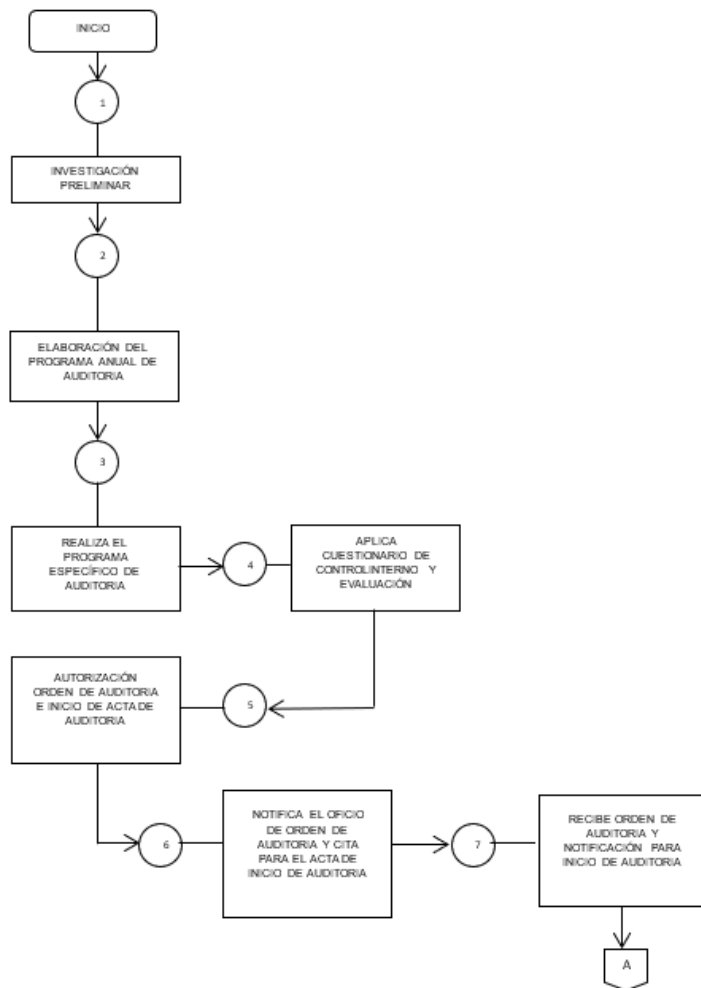 INICIO
1
INVESTIGACIÓN
PRELIMINAR
2
ELABORACIÓN DEL
PROGRAMA ANUAL DE
AUDITORIA
3
REALIZA EL
PROGRAMA
ESPECÍFICO DE
AUDITORIA
4
APLICA
CUESTIONARIO DE
CONTROLINTERNO Y
EVALUACIÓN
5
AUTORIZACIÓN
ORDEN DE AUDITORIA
E INICIO DE ACTA DE
AUDITORIA
6
NOTIFICA EL OFICIO
DE ORDEN DE
AUDITORIA Y CITA
PARA EL ACTA DE
INICIO DE AUDITORIA
7
RECIBE ORDEN DE
AUDITORIA Y
NOTIFICACIÓN PARA
INICIO DE AUDITORIA
A